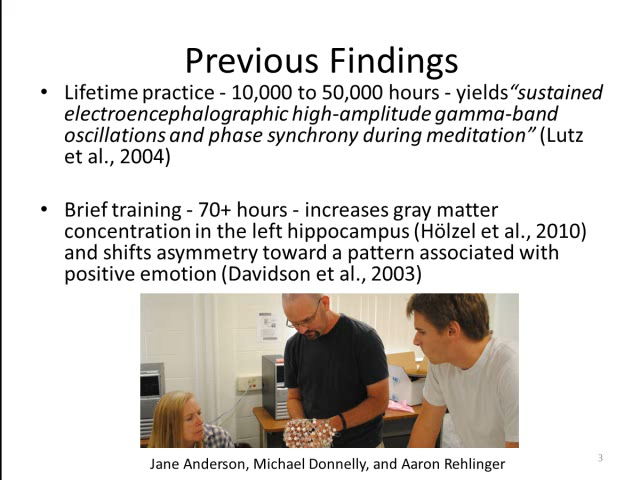 Previous Findings
• Lifetime practice - 10,000 to 50,000 hours - yields“sustained
electroencephalographic high-amplitude gamma-band
oscillations and phase synchrony during meditation” (Lutz
et al., 2004)
• Brief training - 70+ hours - increases gray matter
concentration in the left hippocampus (Hölzel et al., 2010)
and shifts asymmetry toward a pattern associated with
positive emotion (Davidson et al., 2003)
Jane Anderson, Michael Donnelly, and Aaron Rehlinger
3